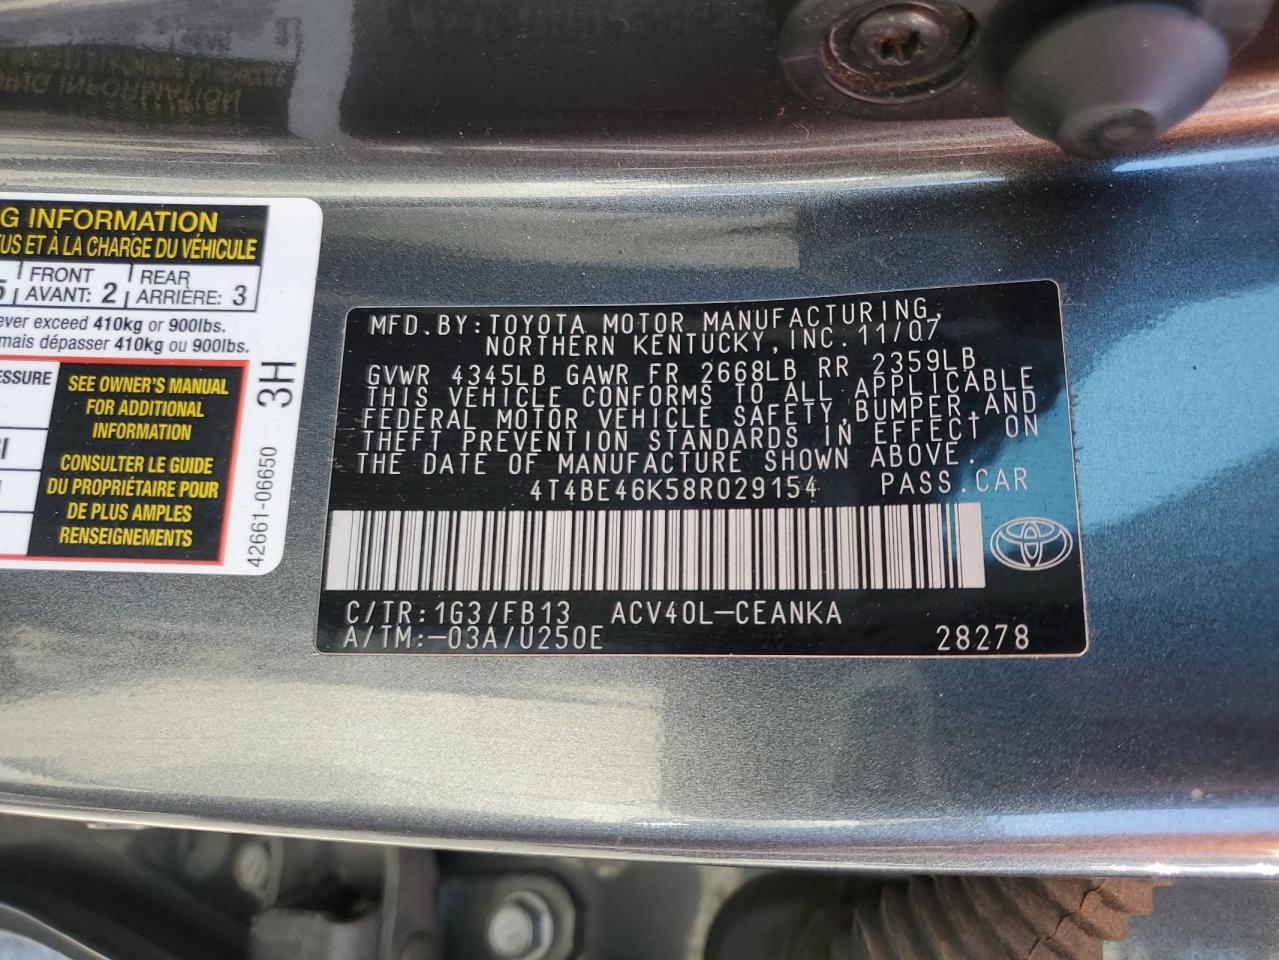 G INFORMATION
TUS ET À LA CHARGE DU VÉHICULE
5 FRONT AVANT: 2 REAR ARRIÈRE: 3
ever exceed 410kg or 900lbs.
mais dépasser 410kg ou 900lbs.
ESSURE
SEE OWNER'S MANUAL
FOR ADDITIONAL
INFORMATION
CONSULTER LE GUIDE
DU PROPRIÉTAIRE POUR
DE PLUS AMPLES
RENSEIGNEMENTS
3H
42661-06650
MFD.BY:TOYOTA MOTOR MANUFACTURING,
NORTHERN KENTUCKY,INC. 11/07
GVWR 4345LB GAWR FR 2668LB RR 2359LB
THIS VEHICLE CONFORMS TO ALL APPLICABLE
FEDERAL MOTOR VEHICLE SAFETY,BUMPER,AND
THEFT PREVENTION STANDARDS IN EFFECT ON
THE DATE OF MANUFACTURE SHOWN ABOVE.
4T4BE46K58R029154 PASS.CAR
C/TR:1G3/FB13 ACV40L-CEANKA
A/TM:-03A/U250E 28278